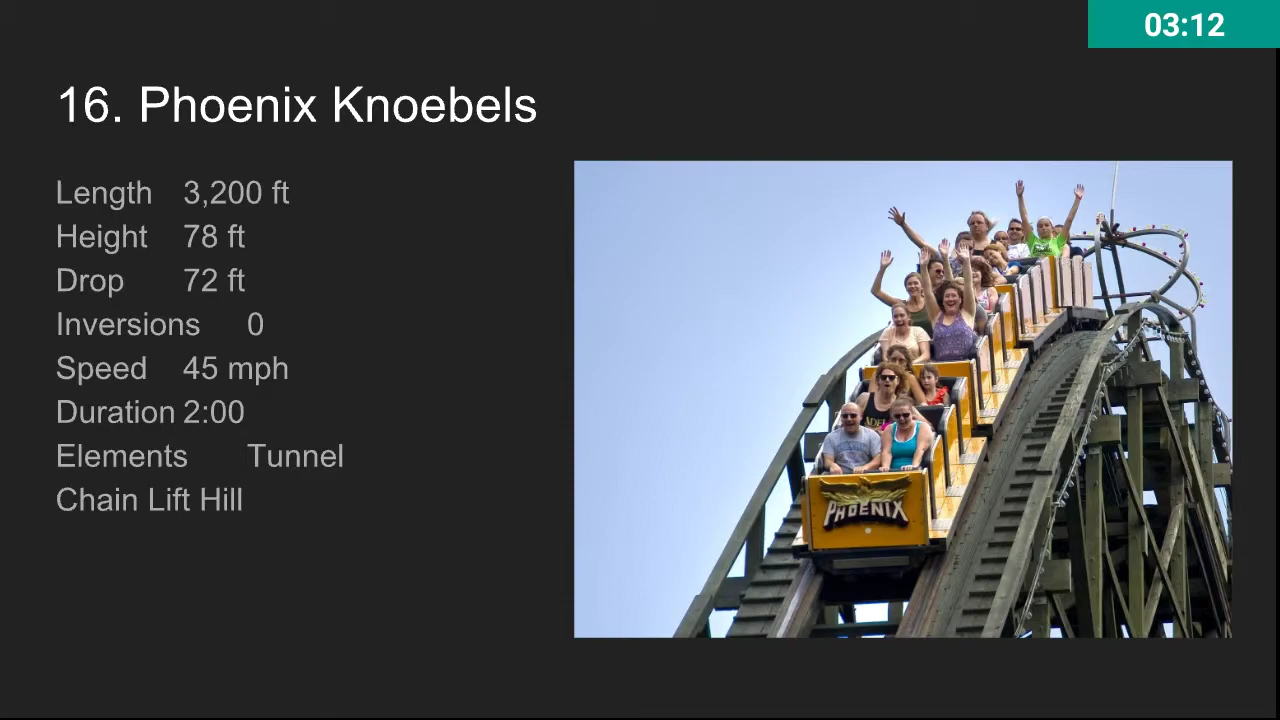 03:12
16. Phoenix Knoebels
Length 3,200 ft
Height 78 ft
Drop 72 ft
Inversions 0
Speed 45 mph
Duration 2:00
Elements Tunnel
Chain Lift Hill
PHOENIX